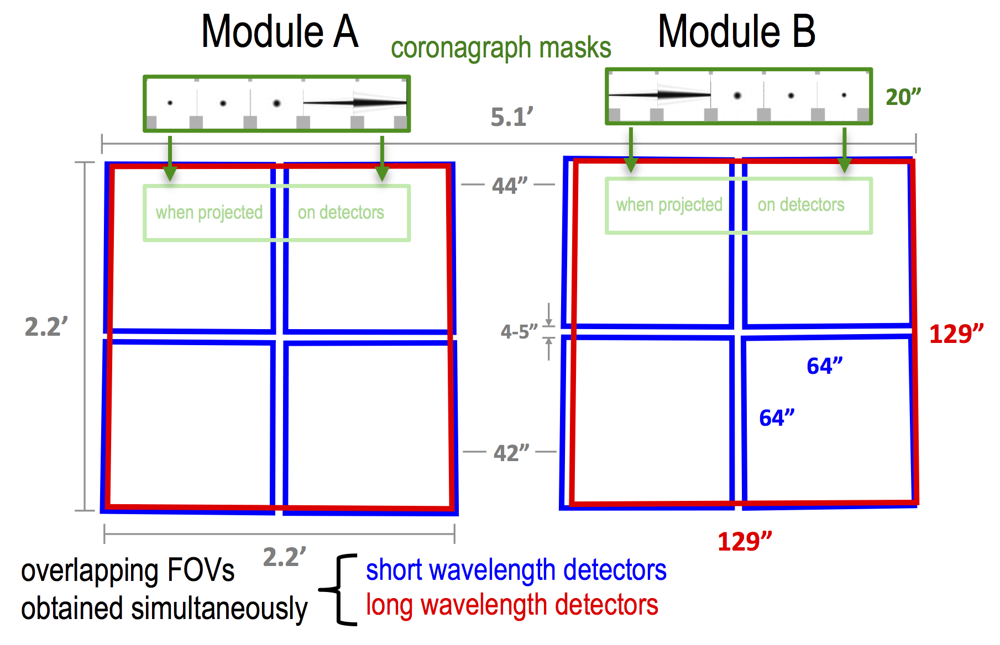 Module A
Module B
coronagraph masks
20”
5.1’
44”
when projected
on detectors
when projected
on detectors
2.2’
4-5”
129”
64”
64”
42”
129”
2.2’
overlapping FOVs
obtained simultaneously
short wavelength detectors
long wavelength detectors